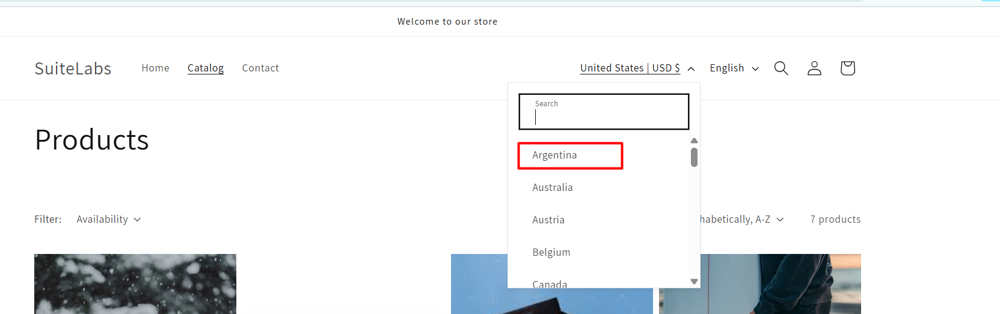 Welcome to our store
SuiteLabs Home Catalog Contact United States | USD $ English
Search
Products
Argentina
Australia
Filter: Availability Austria habetically, A-Z 7 products
Belgium
Canada